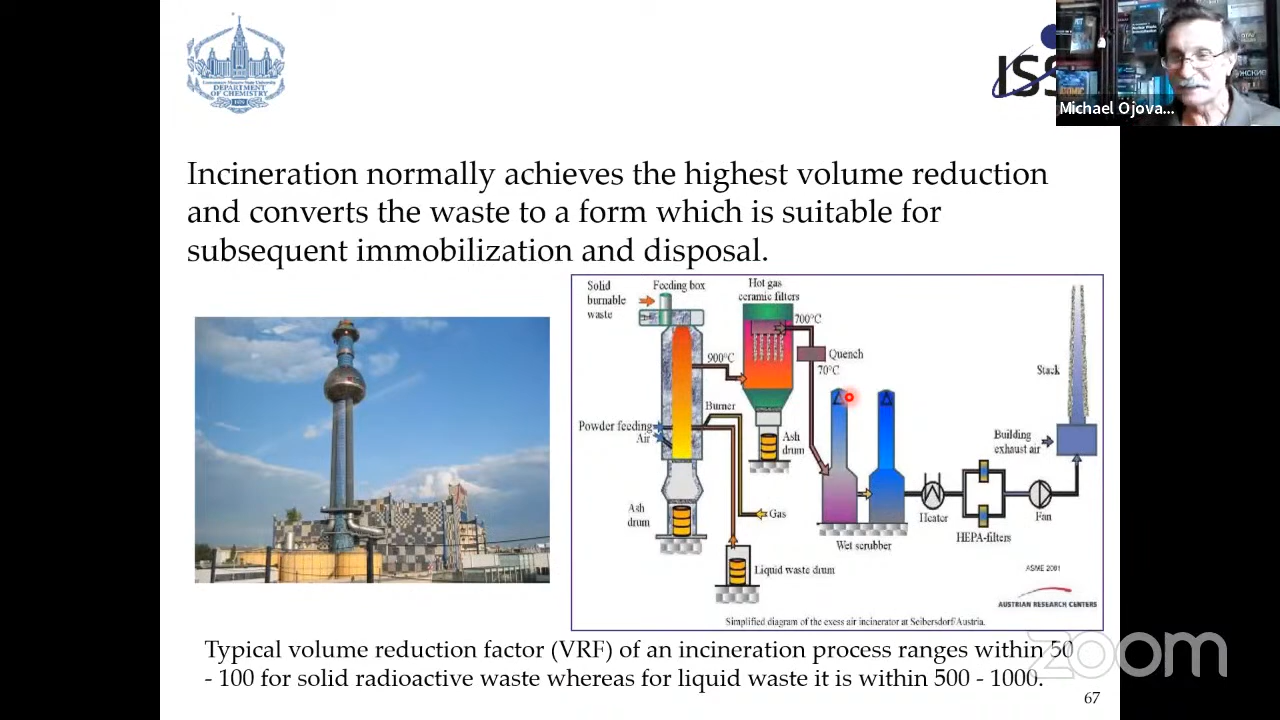 DEPARTMENT
OF CHEMISTRY
ISS
Michael Ojova...
Incineration normally achieves the highest volume reduction
and converts the waste to a form which is suitable for
subsequent immobilization and disposal.
Solid
burnable
waste
Feeding box
Hot gas
ceramic filters
700°C
900°C
Quench
70°C
Stack
Burner
Powder feeding
Air
Ash
drum
Building
exhaust air
Ash
drum
Gas
Heater
Fan
HEPA-filters
Wet scrubber
Liquid waste drum
ASME 2001
AUSTRIAN RESEARCH CENTERS
Simplified diagram of the exess air incinerator at Seibersdorf/Austria.
Typical volume reduction factor (VRF) of an incineration process ranges within 50
- 100 for solid radioactive waste whereas for liquid waste it is within 500 - 1000.
zoom
67